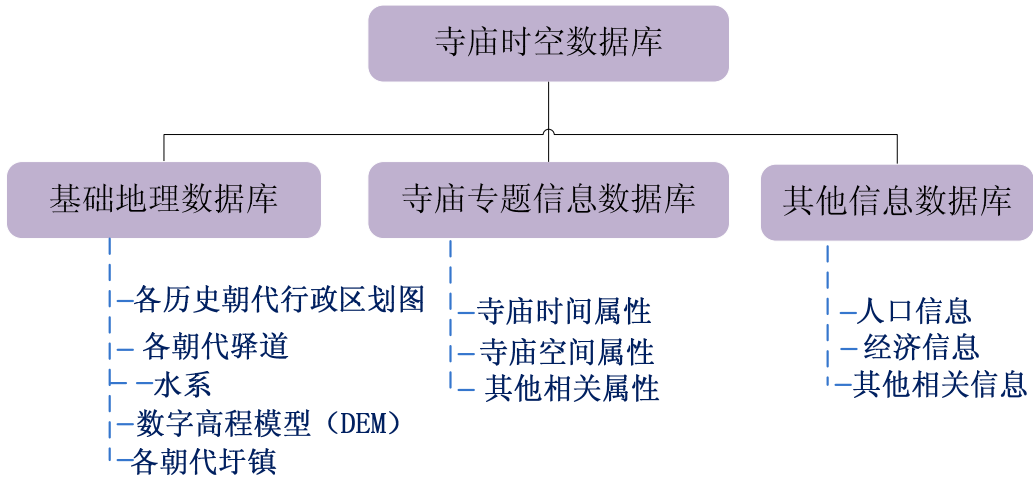 寺庙时空数据库
基础地理数据库
寺庙专题信息数据库
其他信息数据库
各历史朝代行政区划图
各朝代驿道
水系
数字高程模型（DEM）
各朝代圩镇
寺庙时间属性
寺庙空间属性
其他相关属性
人口信息
经济信息
其他相关信息